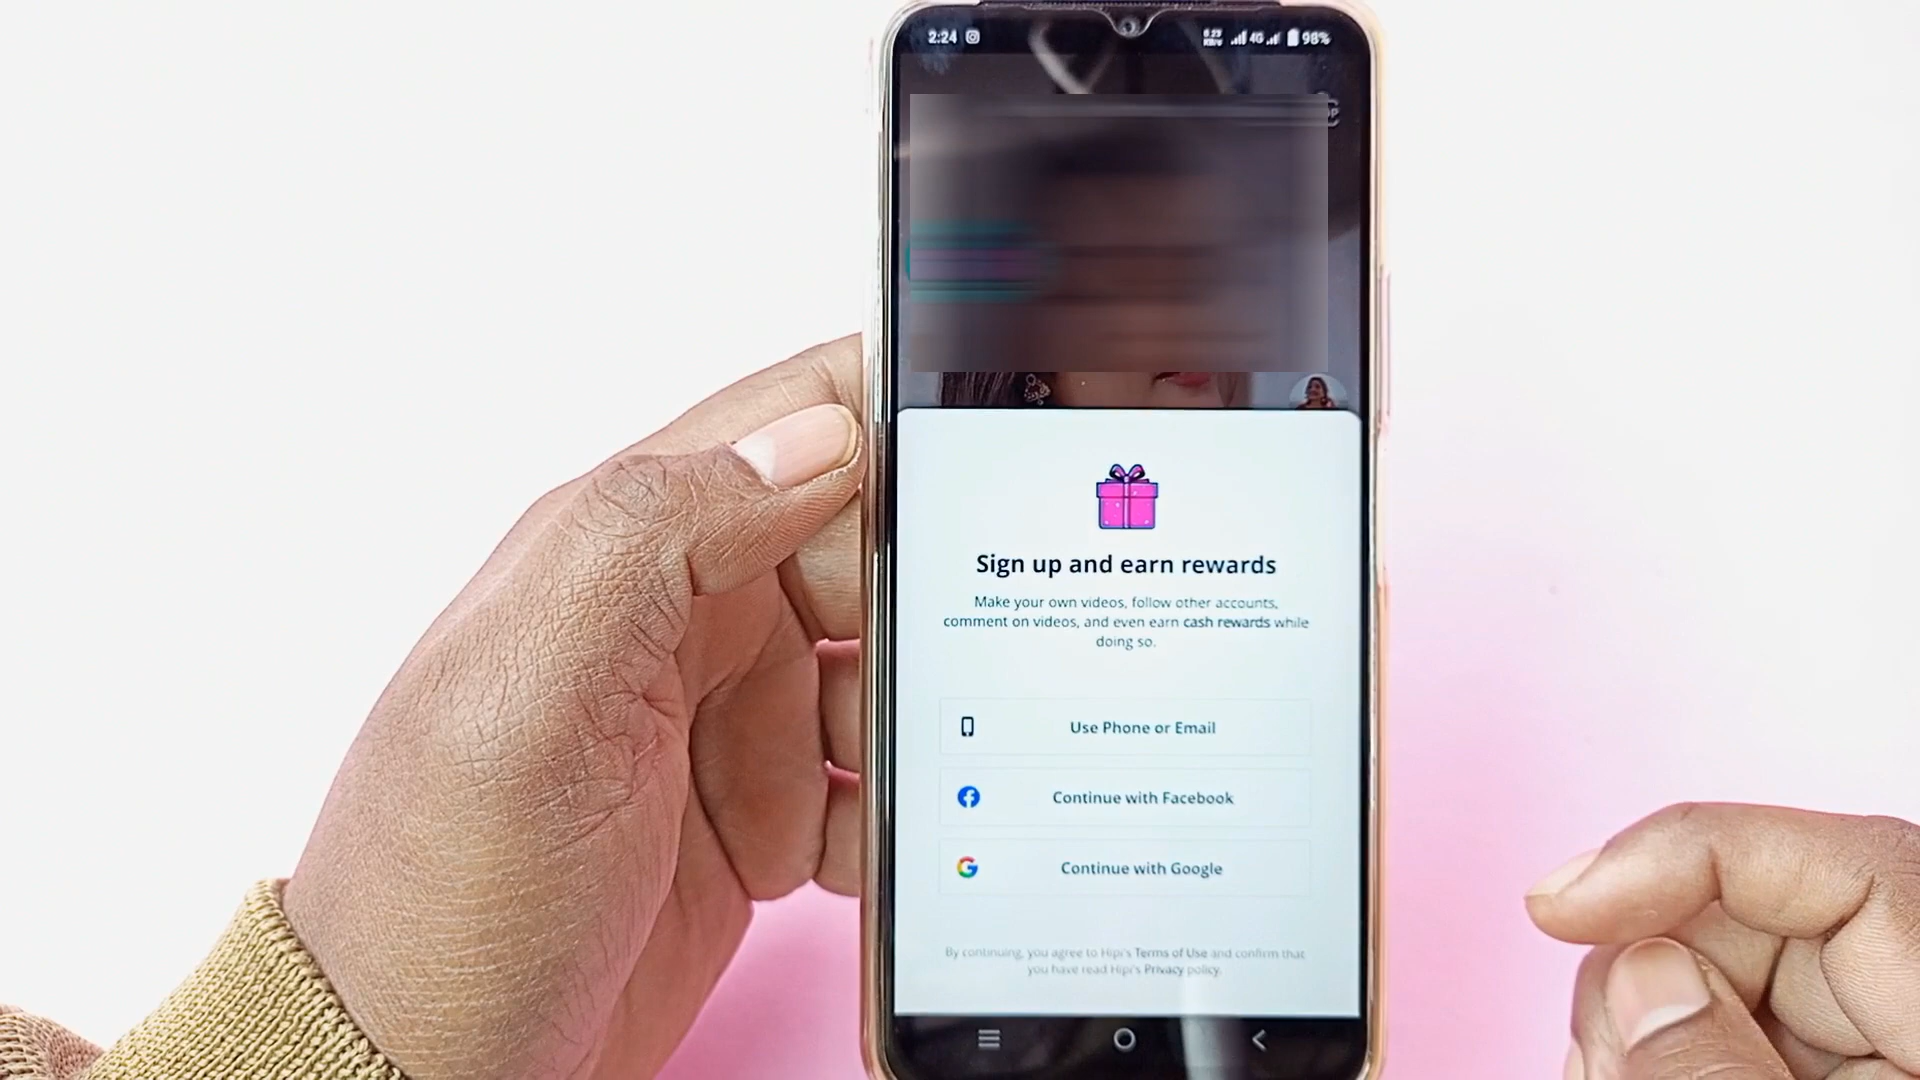 2:24
4G 98%
Sign up and earn rewards
Make your own videos, follow other accounts,
comment on videos, and even earn cash rewards while
doing so.
Use Phone or Email
Continue with Facebook
Continue with Google
By continuing, you agree to Hipi's Terms of Use and confirm that
you have read Hipi's Privacy policy.